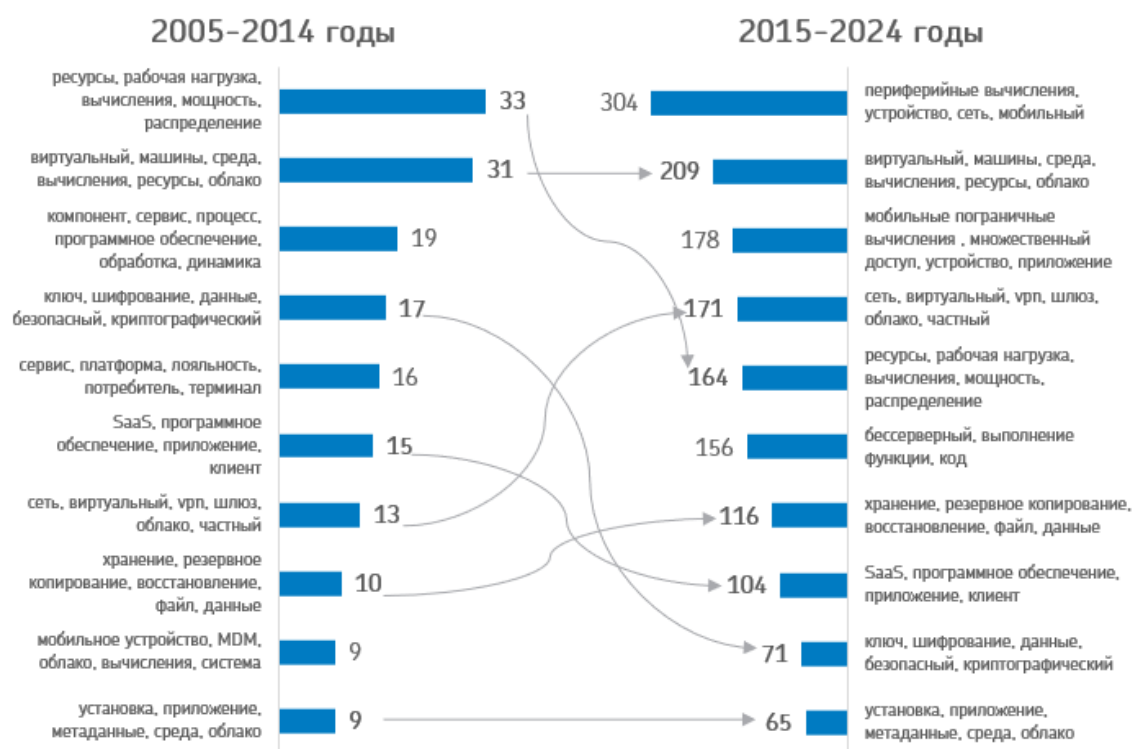 2005–2014 годы
ресурсы, рабочая нагрузка,
вычисления, мощность,
распределение
33
виртуальный, машины, среда,
вычисления, ресурсы, облако
31
компонент, сервис, процесс,
программное обеспечение,
обработка, динамика
19
ключ, шифрование, данные,
безопасный, криптографический
17
сервис, платформа, лояльность,
потребитель, терминал
16
SaaS, программное
обеспечение, приложение,
клиент
15
сеть, виртуальный, vpn, шлюз,
облако, частный
13
хранение, резервное
копирование, восстановление,
файл, данные
10
мобильное устройство, MDM,
облако, вычисления, система
9
установка, приложение,
метаданные, среда, облако
9
2015–2024 годы
304
периферийные вычисления,
устройство, сеть, мобильный
209
виртуальный, машины, среда,
вычисления, ресурсы, облако
178
мобильные пограничные
вычисления , множественный
доступ, устройство, приложение
171
сеть, виртуальный, vpn, шлюз,
облако, частный
164
ресурсы, рабочая нагрузка,
вычисления, мощность,
распределение
156
бессерверный, выполнение
функции, код
116
хранение, резервное копирование,
восстановление, файл, данные
104
SaaS, программное обеспечение,
приложение, клиент
71
ключ, шифрование, данные,
безопасный, криптографический
65
установка, приложение,
метаданные, среда, облако